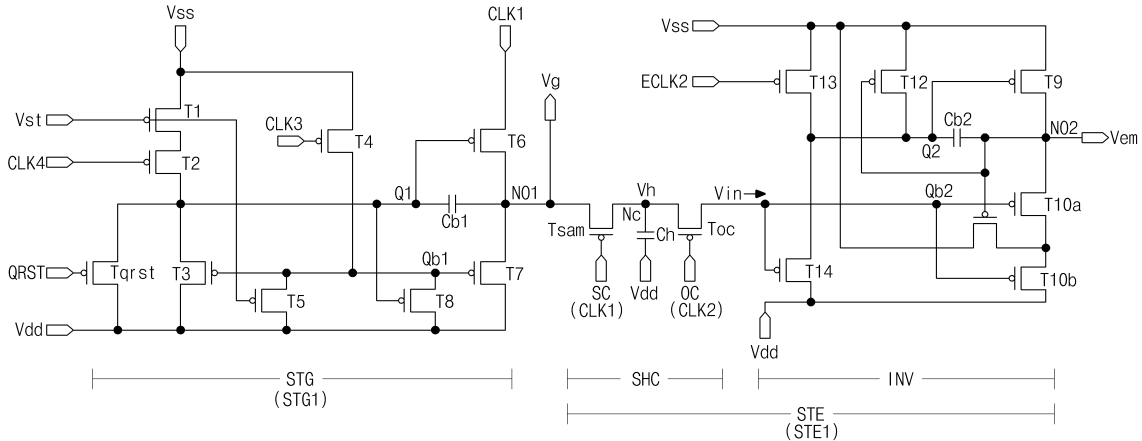 Vss
CLK1
Vst
T1
CLK3
T4
T6
Vg
CLK4
T2
Q1
Cb1
NO1
QRST
Tqrst
T3
Qb1
T5
T8
T7
Vdd
STG
(STG1)
Vss
ECLK2
T13
T12
T9
Cb2
Q2
NO2
Vem
Vh
Vin
Qb2
Tsam
Nc
Ch
Toc
T10a
SC
(CLK1)
Vdd
OC
(CLK2)
T14
T10b
Vdd
SHC
INV
STE
(STE1)